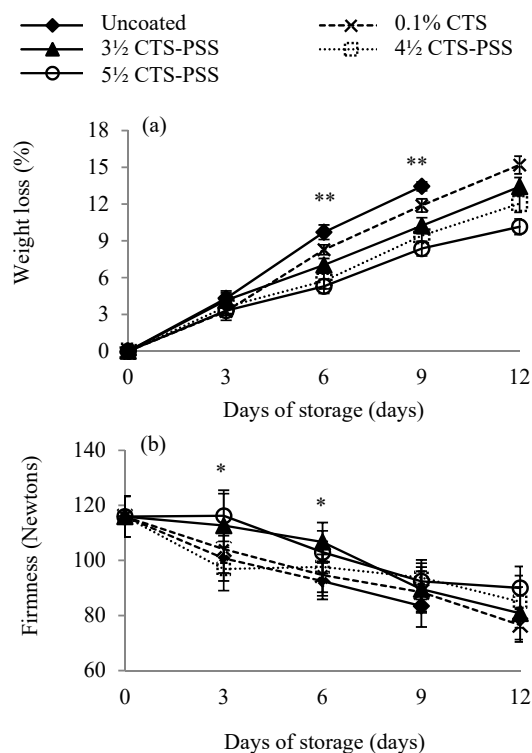 Uncoated
0.1% CTS
3½ CTS-PSS
4½ CTS-PSS
5½ CTS-PSS
(a)
Weight loss (%)
18
15
12
9
6
3
0
** **
0 3 6 9 12
Days of storage (days)
(b)
Firmness (Newtons)
140
120
100
80
60
* *
0 3 6 9 12
Days of storage (days)